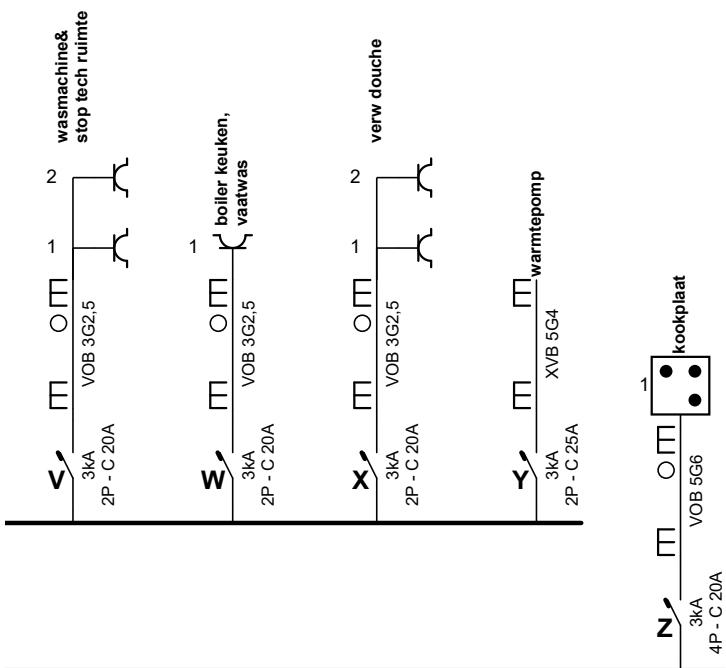 wasmachine&
stop tech ruimte
2
1
VOB 3G2,5
V
3kA
2P - C 20A
boiler keuken,
vaatwas
1
VOB 3G2,5
W
3kA
2P - C 20A
verw douche
2
1
VOB 3G2,5
X
3kA
2P - C 20A
warmtepomp
XVB 5G4
Y
3kA
2P - C 25A
kookplaat
1
VOB 5G6
Z
3kA
4P - C 20A